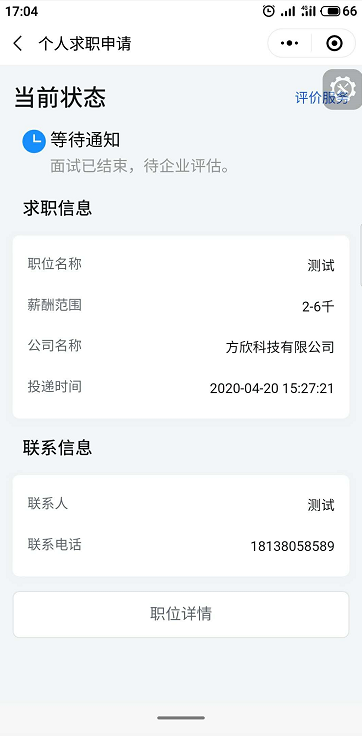 17:04
66
个人求职申请
当前状态
评价服务
等待通知
面试已结束，待企业评估。
求职信息
职位名称
测试
薪酬范围
2-6千
公司名称
方欣科技有限公司
投递时间
2020-04-20 15:27:21
联系信息
联系人
测试
联系电话
18138058589
职位详情